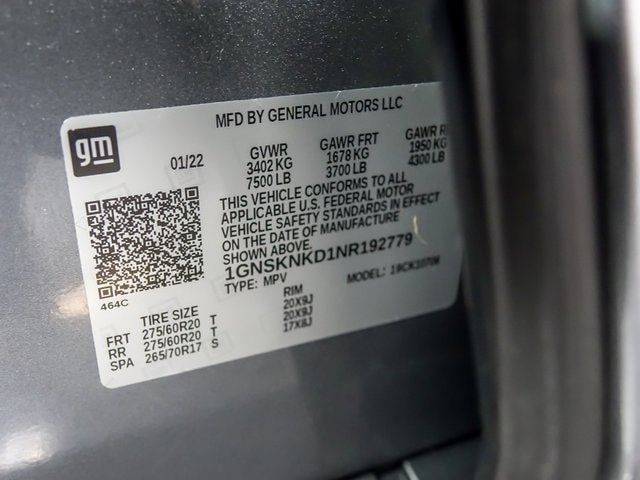 MFD BY GENERAL MOTORS LLC
gm
01/22
GVWR GAWR FRT GAWR
3402 KG 1678 KG 1950 KG
7500 LB 3700 LB 4300 LB
THIS VEHICLE CONFORMS TO ALL
APPLICABLE U.S. FEDERAL MOTOR
VEHICLE SAFETY STANDARDS IN EFFECT
ON THE DATE OF MANUFACTURE
SHOWN ABOVE.
1GNSKNKD1NR192779
TYPE: MPV MODEL:
464C
TIRE SIZE RIM
FRT 275/60R20 T 20X9J
RR 275/60R20 T 20X9J
SPA 265/70R17 S 17X8J